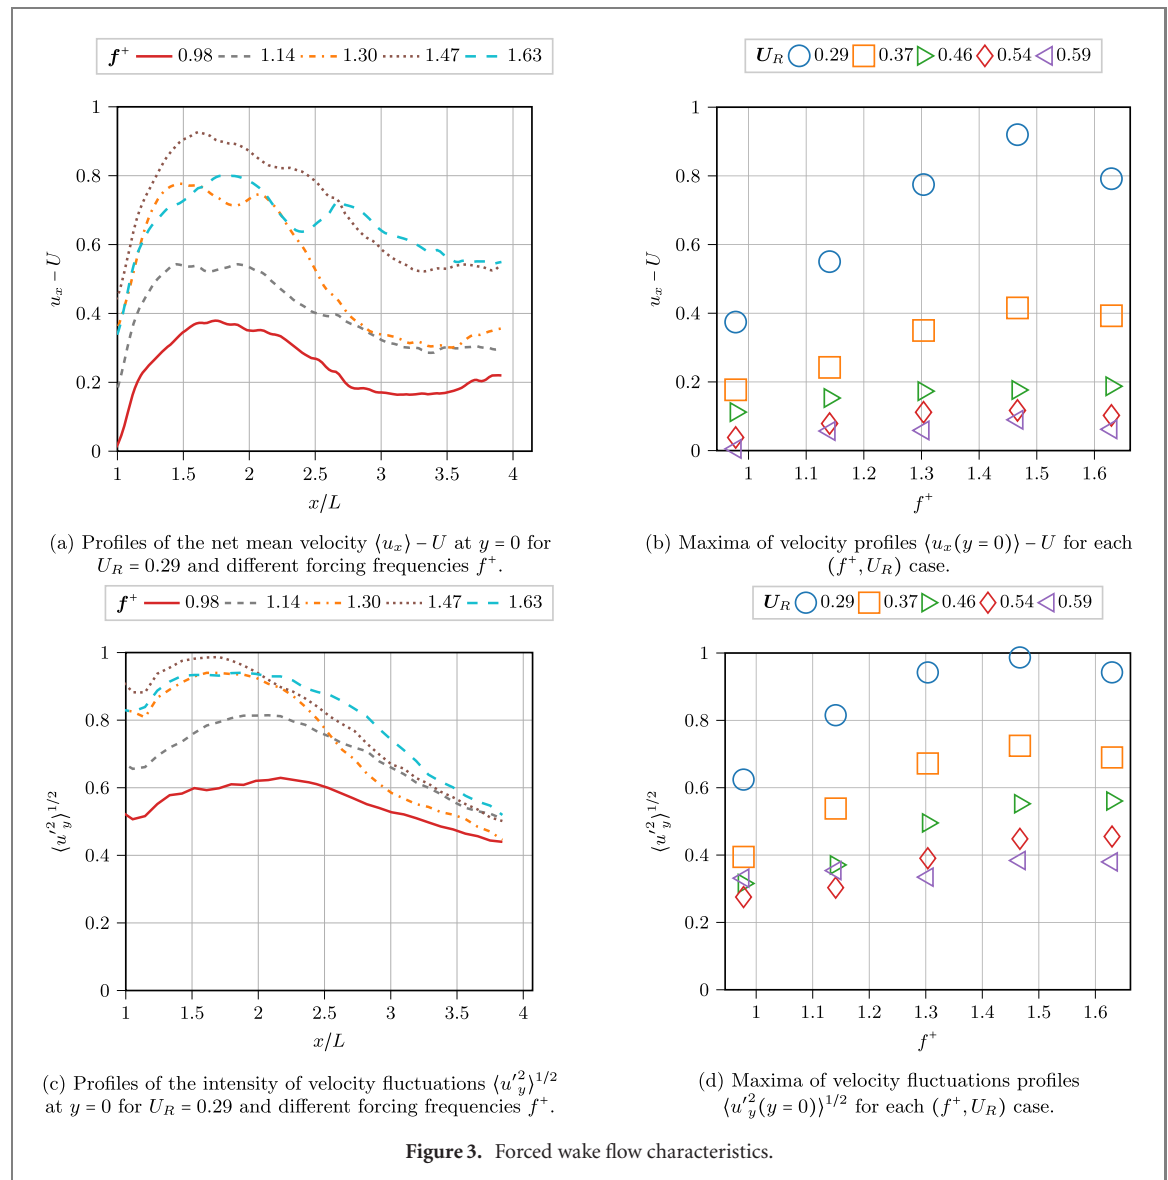 f⁺ 0.98 1.14 1.30 1.47 1.63
1
0.8
0.6
0.4
0.2
0
uₓ − U
1 1.5 2 2.5 3 3.5 4
x/L
(a) Profiles of the net mean velocity ⟨uₓ⟩ − U at y = 0 for
U_R = 0.29 and different forcing frequencies f⁺.
U_R 0.29 0.37 0.46 0.54 0.59
1
0.8
0.6
0.4
0.2
0
uₓ − U
1 1.1 1.2 1.3 1.4 1.5 1.6
f⁺
(b) Maxima of velocity profiles ⟨uₓ(y = 0)⟩ − U for each
(f⁺, U_R) case.
f⁺ 0.98 1.14 1.30 1.47 1.63
1
0.8
0.6
0.4
0.2
0
⟨u′²_y⟩^1/2
1 1.5 2 2.5 3 3.5 4
x/L
(c) Profiles of the intensity of velocity fluctuations ⟨u′²_y⟩^1/2
at y = 0 for U_R = 0.29 and different forcing frequencies f⁺.
U_R 0.29 0.37 0.46 0.54 0.59
1
0.8
0.6
0.4
0.2
0
⟨u′²_y⟩^1/2
1 1.1 1.2 1.3 1.4 1.5 1.6
f⁺
(d) Maxima of velocity fluctuations profiles
⟨u′²_y(y = 0)⟩^1/2 for each (f⁺, U_R) case.
Figure 3. Forced wake flow characteristics.